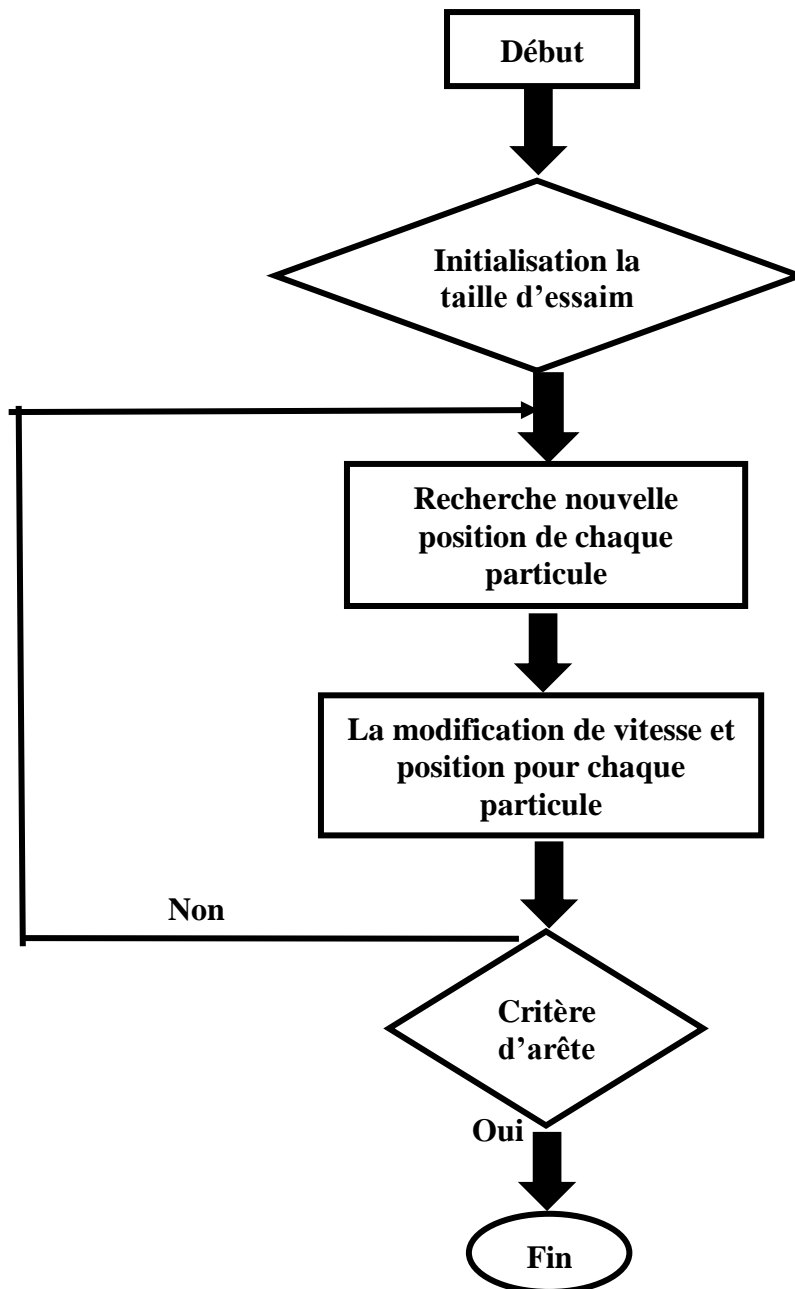 Début
Initialisation la
taille d’essaim
Recherche nouvelle
position de chaque
particule
La modification de vitesse et
position pour chaque
particule
Non
Critère
d’arête
Oui
Fin